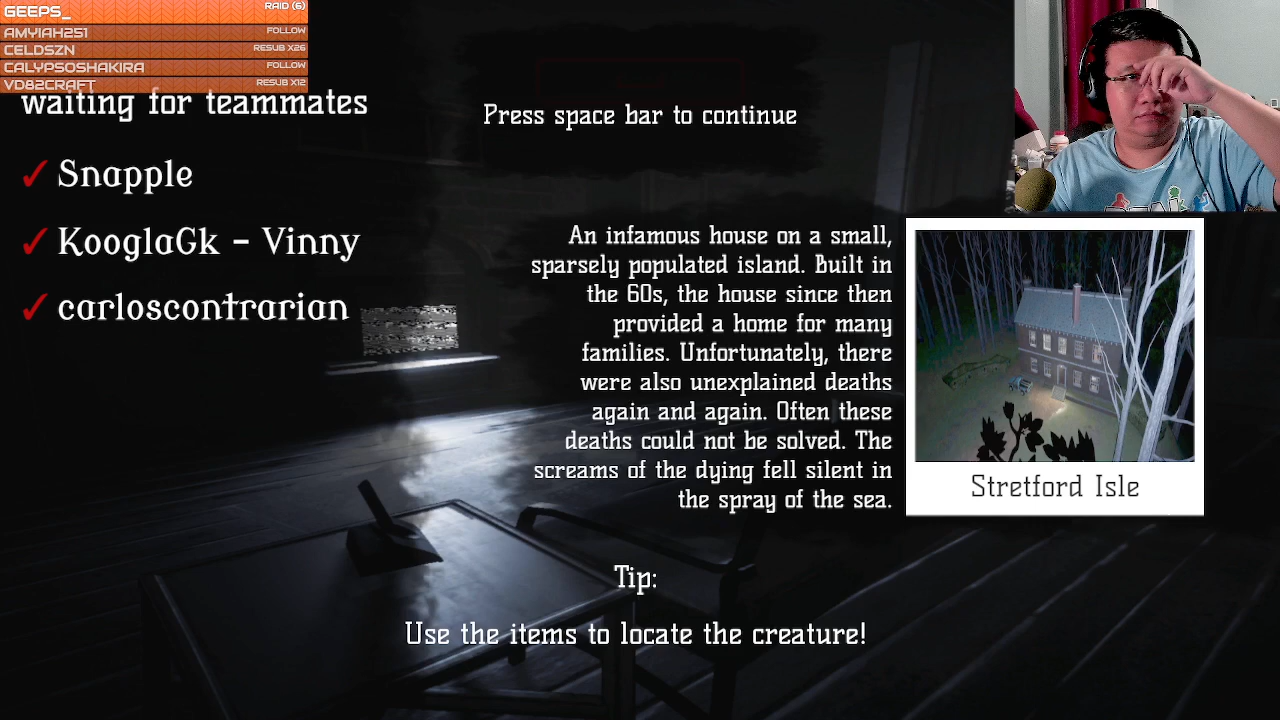 GEEPS_ RAID (6)
AMYIAH251 FOLLOW
CELDSZN RESUB X26
CALYPSOSHAKIRA FOLLOW
VD82CRAFT RESUB X12
waiting for teammates
✓ Snapple
✓ KooglaGk - Vinny
✓ carloscontrarian
Press space bar to continue
An infamous house on a small,
sparsely populated island. Built in
the 60s, the house since then
provided a home for many
families. Unfortunately, there
were also unexplained deaths
again and again. Often these
deaths could not be solved. The
screams of the dying fell silent in
the spray of the sea.
Stretford Isle
Tip:
Use the items to locate the creature!